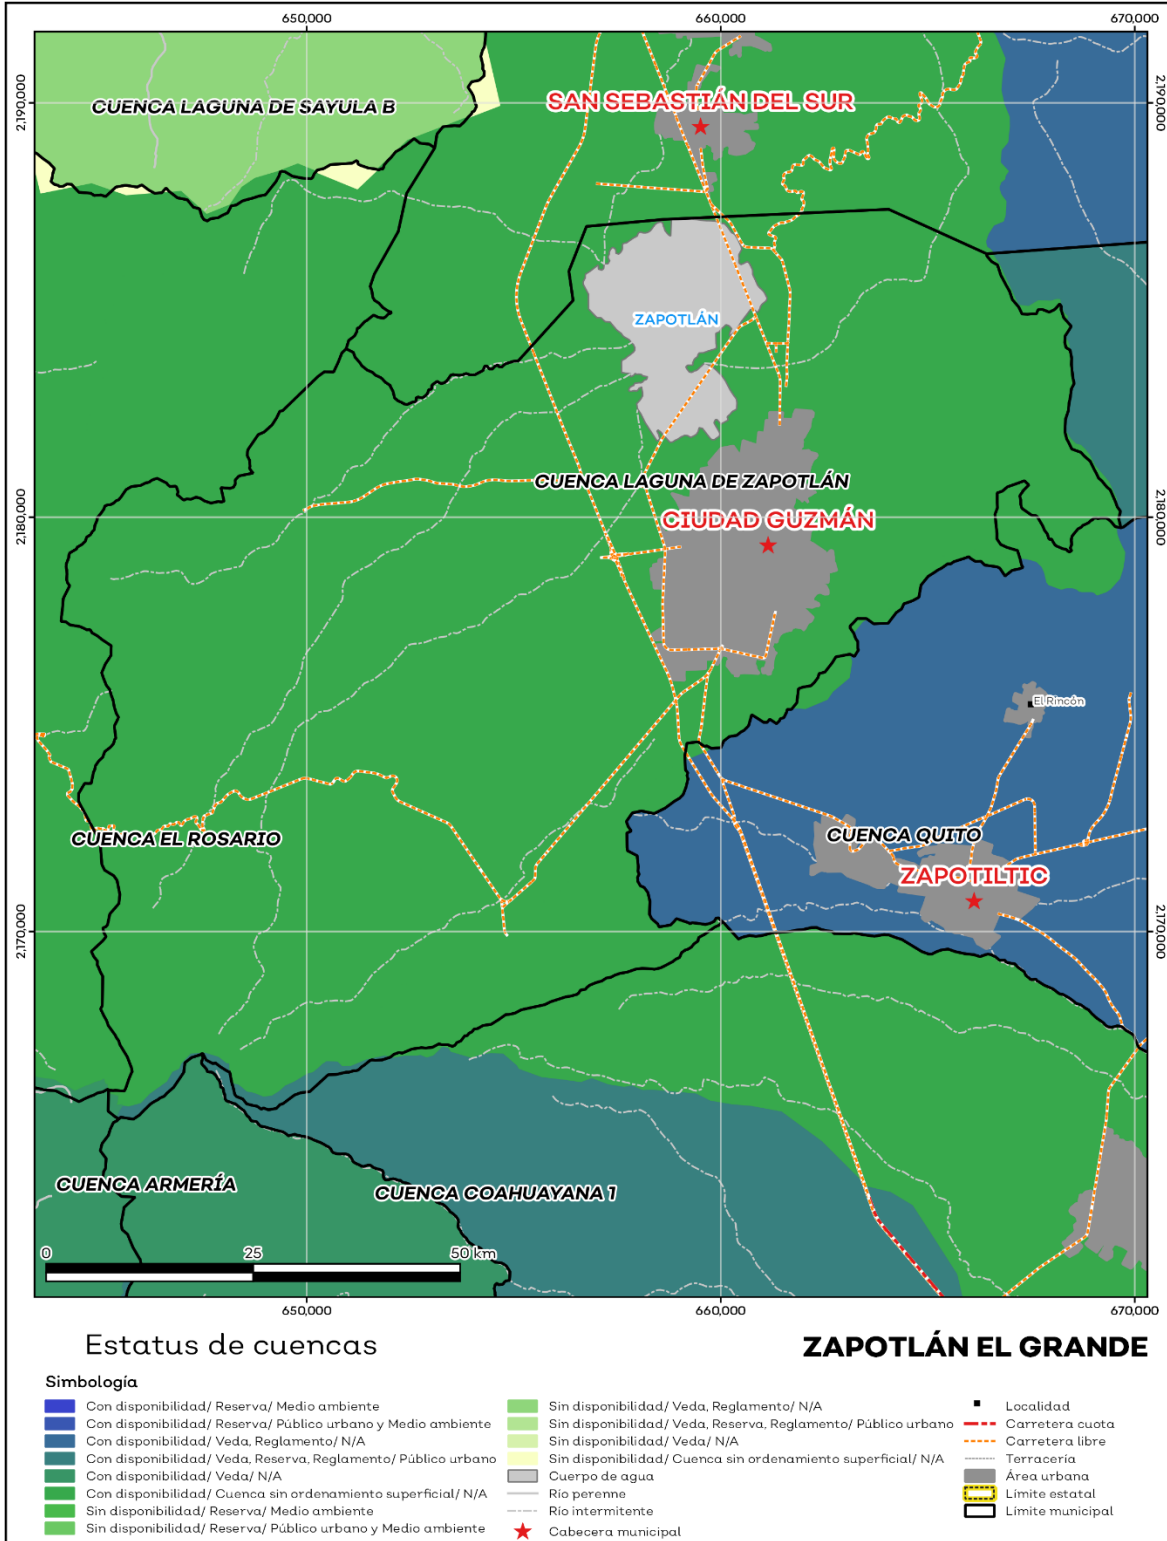 650,000
660,000
670,000
2,190,000
2,190,000
CUENCA LAGUNA DE SAYULA B
SAN SEBASTIÁN DEL SUR
ZAPOTLÁN
CUENCA LAGUNA DE ZAPOTLÁN
CIUDAD GUZMÁN
2,180,000
2,180,000
El Rincón
CUENCA EL ROSARIO
CUENCA QUITO
ZAPOTILTIC
2,170,000
2,170,000
CUENCA ARMERÍA
CUENCA COAHUAYANA 1
0 25 50 km
650,000
660,000
670,000
Estatus de cuencas
ZAPOTLÁN EL GRANDE
Simbología
Con disponibilidad/ Reserva/ Medio ambiente
Con disponibilidad/ Reserva/ Público urbano y Medio ambiente
Con disponibilidad/ Veda, Reglamento/ N/A
Con disponibilidad/ Veda, Reserva, Reglamento/ Público urbano
Con disponibilidad/ Veda/ N/A
Con disponibilidad/ Cuenca sin ordenamiento superficial/ N/A
Sin disponibilidad/ Reserva/ Medio ambiente
Sin disponibilidad/ Reserva/ Público urbano y Medio ambiente
Sin disponibilidad/ Veda, Reglamento/ N/A
Sin disponibilidad/ Veda, Reserva, Reglamento/ Público urbano
Sin disponibilidad/ Veda/ N/A
Sin disponibilidad/ Cuenca sin ordenamiento superficial/ N/A
Cuerpo de agua
Río perenne
Río intermitente
Cabecera municipal
Localidad
Carretera cuota
Carretera libre
Terracería
Área urbana
Límite estatal
Límite municipal